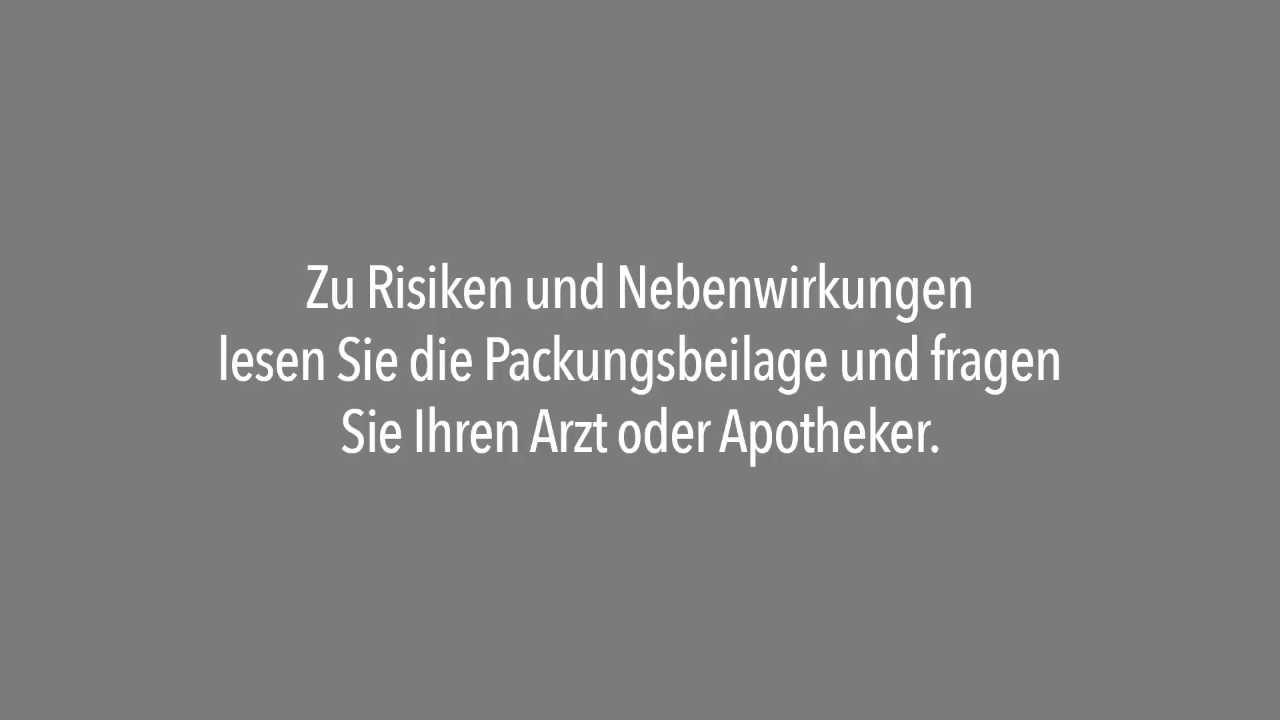 Zu Risiken und Nebenwirkungen
lesen Sie die Packungsbeilage und fragen
Sie Ihren Arzt oder Apotheker.